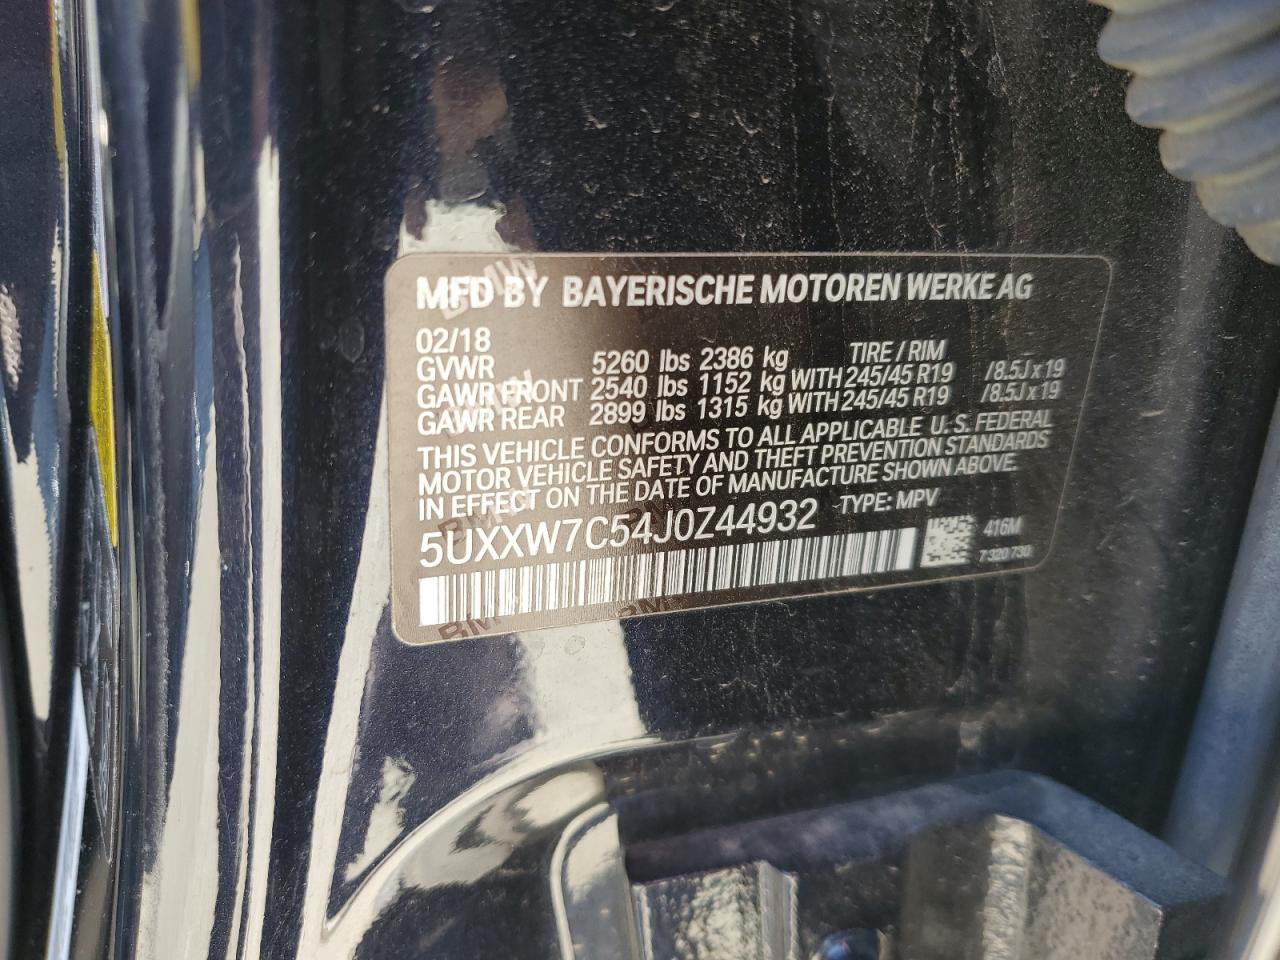 MFD BY BAYERISCHE MOTOREN WERKE AG
02/18
GVWR 5260 lbs 2386 kg TIRE / RIM
GAWR FRONT 2540 lbs 1152 kg WITH 245/45 R19 /8.5J x 19
GAWR REAR 2899 lbs 1315 kg WITH 245/45 R19 /8.5J x 19
THIS VEHICLE CONFORMS TO ALL APPLICABLE U.S. FEDERAL
MOTOR VEHICLE SAFETY AND THEFT PREVENTION STANDARDS
IN EFFECT ON THE DATE OF MANUFACTURE SHOWN ABOVE.
5UXXW7C54J0Z44932 TYPE: MPV
416M
7 320 730